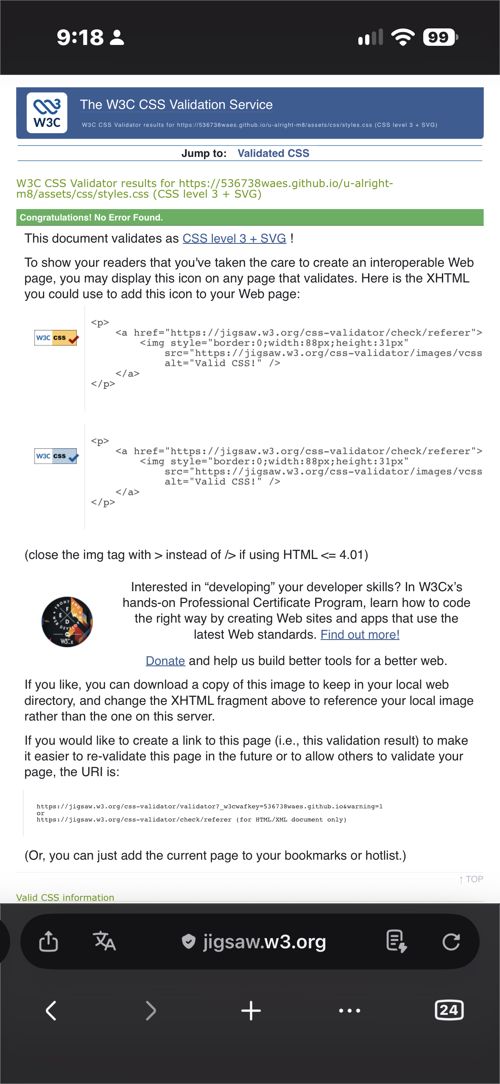 9:18
99
W3C
The W3C CSS Validation Service
W3C CSS Validator results for https://536738waes.github.io/u-alright-m8/assets/css/styles.css (CSS level 3 + SVG)
Jump to: Validated CSS
W3C CSS Validator results for https://536738waes.github.io/u-alright-
m8/assets/css/styles.css (CSS level 3 + SVG)
Congratulations! No Error Found.
This document validates as CSS level 3 + SVG !
To show your readers that you've taken the care to create an interoperable Web
page, you may display this icon on any page that validates. Here is the XHTML
you could use to add this icon to your Web page:
W3C css
<p>
<a href="https://jigsaw.w3.org/css-validator/check/referer">
<img style="border:0;width:88px;height:31px"
src="https://jigsaw.w3.org/css-validator/images/vcss
alt="Valid CSS!" />
</a>
</p>
W3C css
<p>
<a href="https://jigsaw.w3.org/css-validator/check/referer">
<img style="border:0;width:88px;height:31px"
src="https://jigsaw.w3.org/css-validator/images/vcss
alt="Valid CSS!" />
</a>
</p>
(close the img tag with > instead of /> if using HTML <= 4.01)
Interested in “developing” your developer skills? In W3Cx’s
hands-on Professional Certificate Program, learn how to code
the right way by creating Web sites and apps that use the
latest Web standards. Find out more!
Donate and help us build better tools for a better web.
If you like, you can download a copy of this image to keep in your local web
directory, and change the XHTML fragment above to reference your local image
rather than the one on this server.
If you would like to create a link to this page (i.e., this validation result) to make
it easier to re-validate this page in the future or to allow others to validate your
page, the URI is:
https://jigsaw.w3.org/css-validator/validator?_w3cwafkey=536738waes.github.io&warning=1
or
https://jigsaw.w3.org/css-validator/check/referer (for HTML/XML document only)
(Or, you can just add the current page to your bookmarks or hotlist.)
↑ TOP
Valid CSS information
jigsaw.w3.org
24